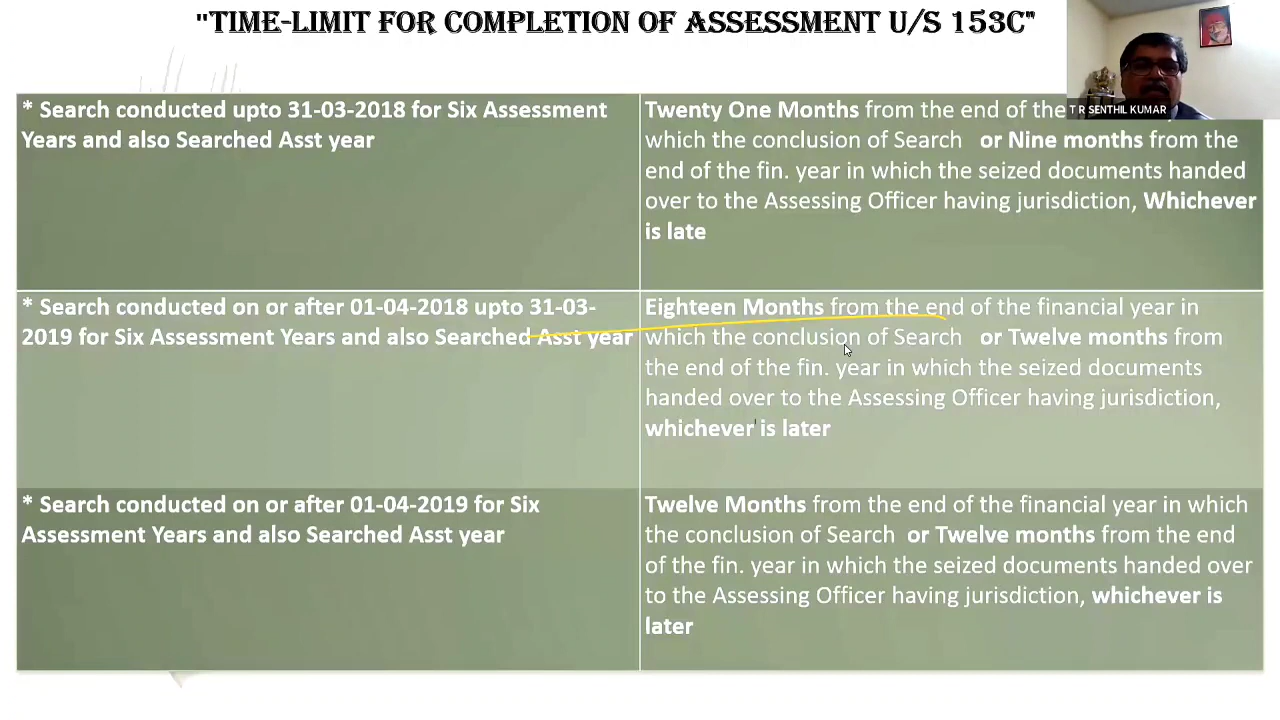 "TIME-LIMIT FOR COMPLETION OF ASSESSMENT U/S 153C"
T R SENTHIL KUMAR
* Search conducted upto 31-03-2018 for Six Assessment
Years and also Searched Asst year
Twenty One Months from the end of the
which the conclusion of Search or Nine months from the
end of the fin. year in which the seized documents handed
over to the Assessing Officer having jurisdiction, Whichever
is late
* Search conducted on or after 01-04-2018 upto 31-03-
2019 for Six Assessment Years and also Searched Asst year
Eighteen Months from the end of the financial year in
which the conclusion of Search or Twelve months from
the end of the fin. year in which the seized documents
handed over to the Assessing Officer having jurisdiction,
whichever is later
* Search conducted on or after 01-04-2019 for Six
Assessment Years and also Searched Asst year
Twelve Months from the end of the financial year in which
the conclusion of Search or Twelve months from the end
of the fin. year in which the seized documents handed over
to the Assessing Officer having jurisdiction, whichever is
later